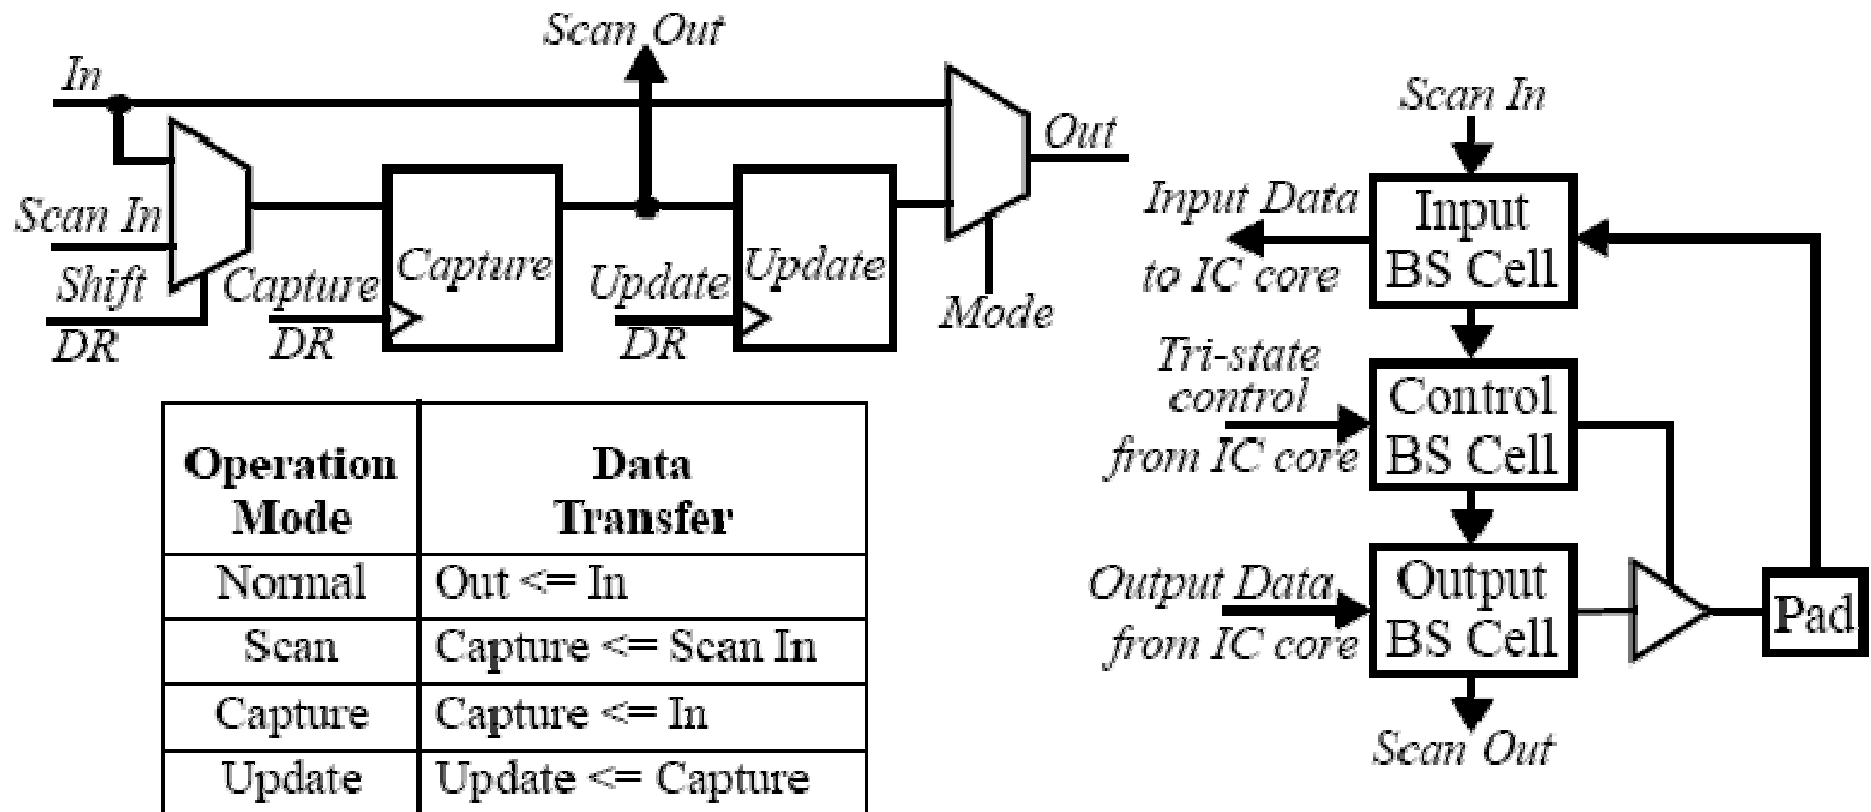 Scan Out
In
Out
Scan In
Shift
DR
Capture
DR
Capture
Update
DR
Update
Mode
Operation
Mode
Data
Transfer
Normal
Out <= In
Scan
Capture <= Scan In
Capture
Capture <= In
Update
Update <= Capture
Scan In
Input Data
to IC core
Input
BS Cell
Tri-state
control
from IC core
Control
BS Cell
Output Data
from IC core
Output
BS Cell
Pad
Scan Out